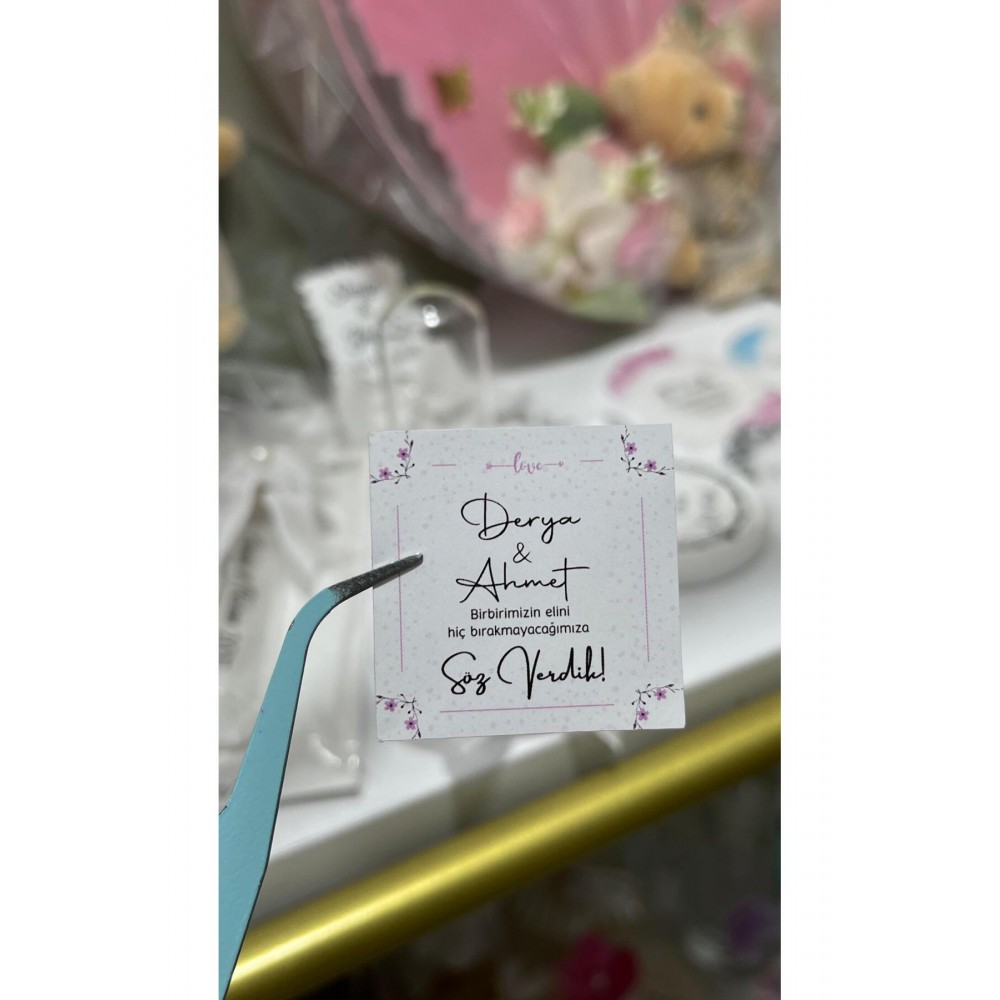 love
Derya
&
Ahmet
Birbirimizin elini
hiç bırakmayacağımıza
Söz Verdik!